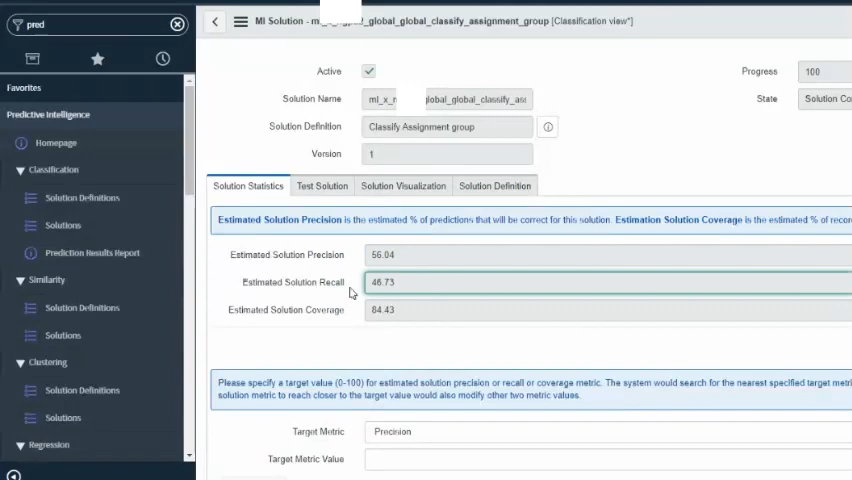 pred
Favorites
Predictive Intelligence
Homepage
Classification
Solution Definitions
Solutions
Prediction Results Report
Similarity
Solution Definitions
Solutions
Clustering
Solution Definitions
Solutions
Regression
Ml Solution - _global_global_classify_assignment_group [Classification view*]
Active
Progress 100
Solution Name ml_x_ global_global_classify_as
State Solution Co
Solution Definition Classify Assignment group
Version 1
Solution Statistics Test Solution Solution Visualization Solution Definition
Estimated Solution Precision is the estimated % of predictions that will be correct for this solution. Estimation Solution Coverage is the estimated % of recor
Estimated Solution Precision 56.04
Estimated Solution Recall 46.73
Estimated Solution Coverage 84.43
Please specify a target value (0-100) for estimated solution precision or recall or coverage metric. The system would search for the nearest specified target metri
solution metric to reach closer to the target value would also modify other two metric values.
Target Metric Precision
Target Metric Value